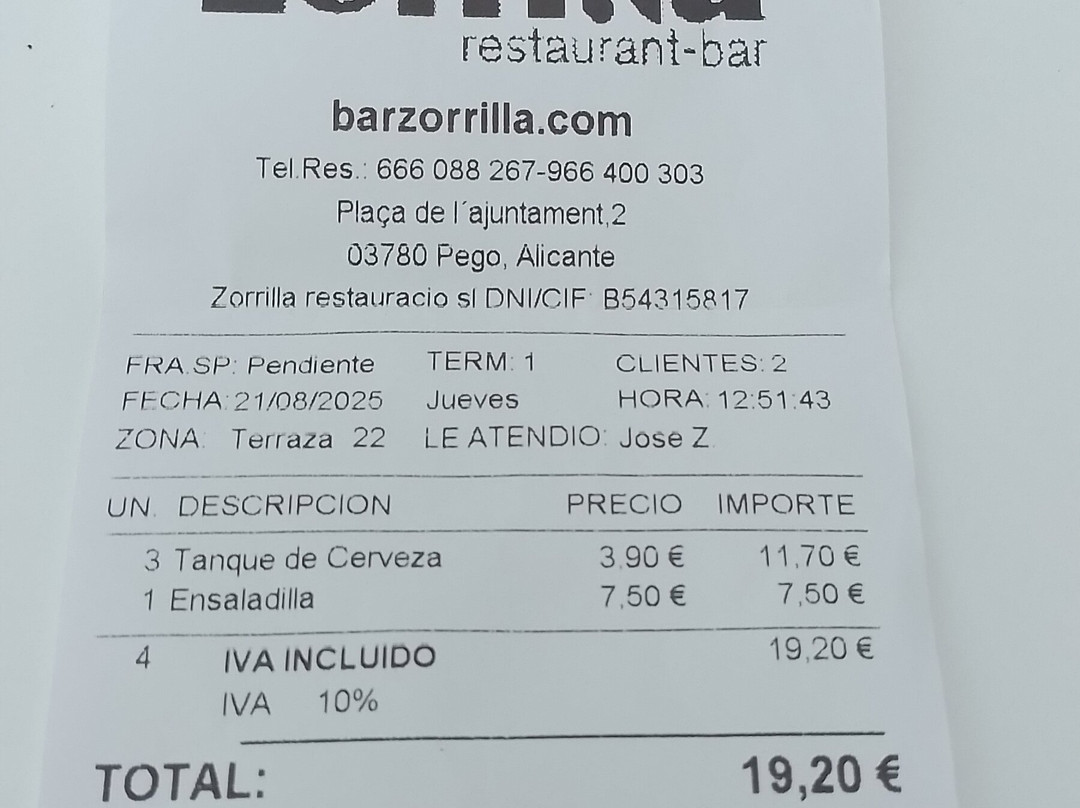 restaurant-bar
barzorrilla.com
Tel.Res.: 666 088 267-966 400 303
Plaça de l´ajuntament,2
03780 Pego, Alicante
Zorrilla restauracio sl DNI/CIF: B54315817
FRA.SP: Pendiente TERM: 1 CLIENTES: 2
FECHA: 21/08/2025 Jueves HORA: 12:51:43
ZONA: Terraza 22 LE ATENDIO: Jose Z.
UN. DESCRIPCION PRECIO IMPORTE
3 Tanque de Cerveza 3,90 € 11,70 €
1 Ensaladilla 7,50 € 7,50 €
4 IVA INCLUIDO 19,20 €
IVA 10%
TOTAL: 19,20 €